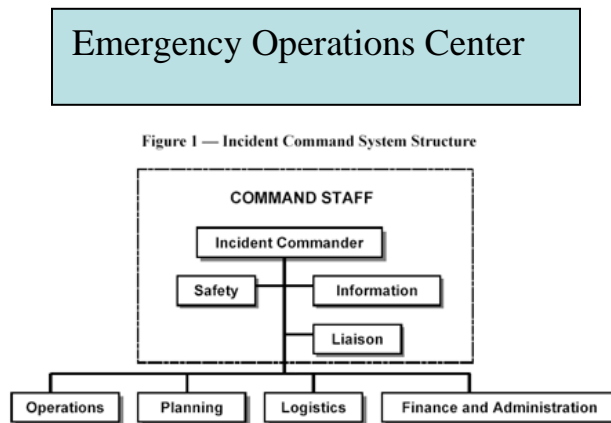 Emergency Operations Center
Figure 1 — Incident Command System Structure
COMMAND STAFF
Incident Commander
Safety
Information
Liaison
Operations
Planning
Logistics
Finance and Administration